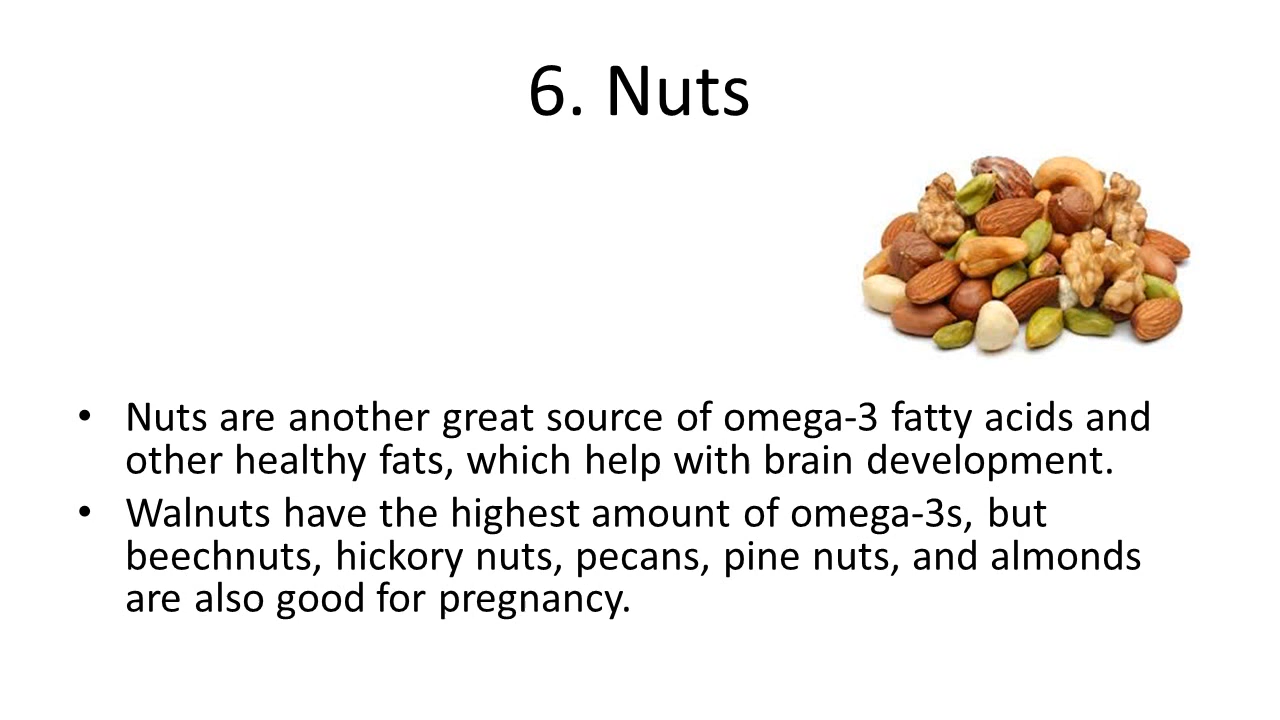 6. Nuts
• Nuts are another great source of omega-3 fatty acids and
other healthy fats, which help with brain development.
• Walnuts have the highest amount of omega-3s, but
beechnuts, hickory nuts, pecans, pine nuts, and almonds
are also good for pregnancy.